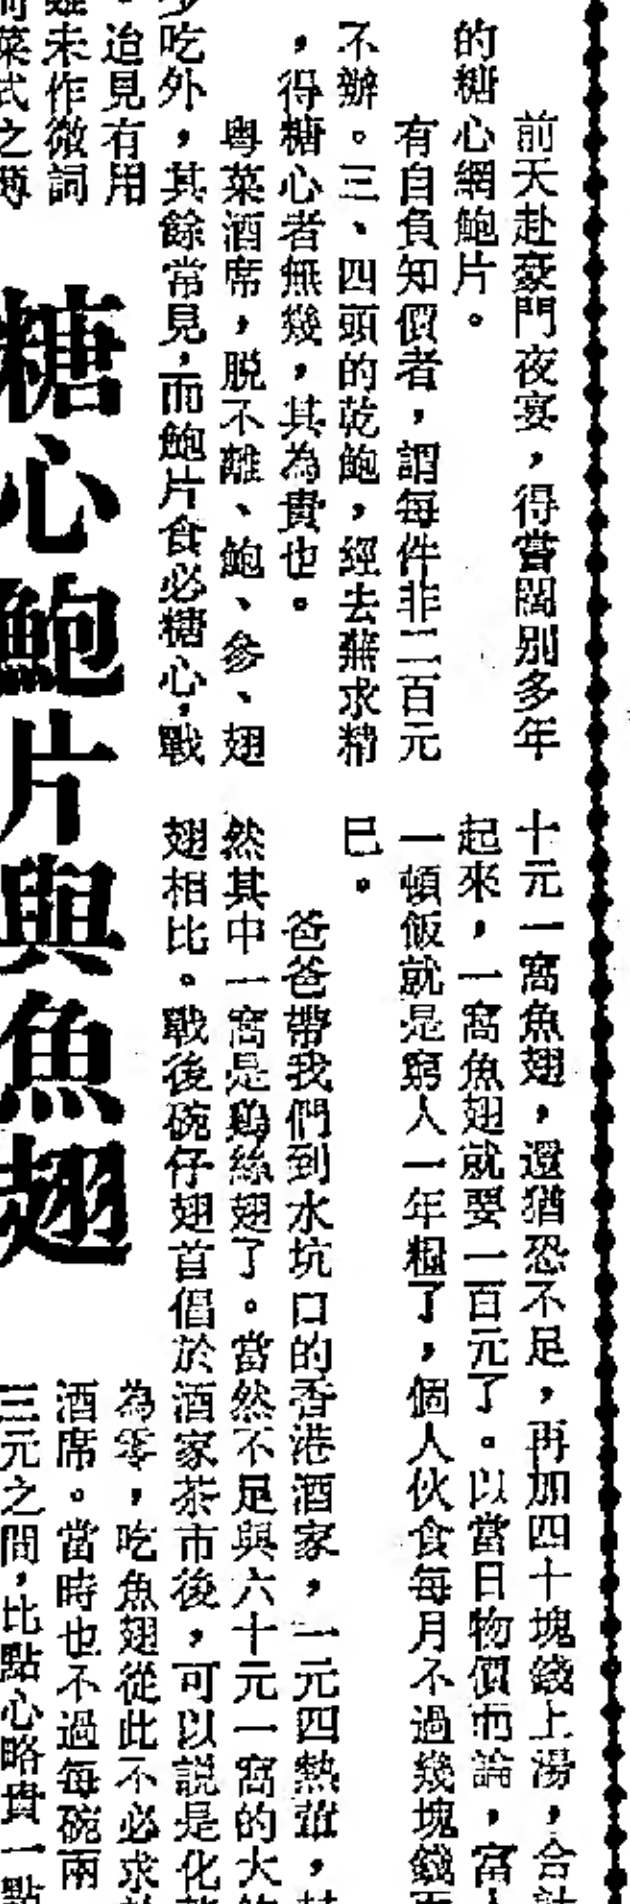 糖心鮑片與魚翅
前天赴豪門夜宴，得嘗闊別多年
的糖心網鮑片。
有自負知價者，謂每件非二百元
不辦。三、四頭的乾鮑，經去蕪求精
，得糖心者無幾，其為貴也。
粵菜酒席，脱不離、鮑、參、翅
吃外，其餘常見，而鮑片食必糖心，戰
迨見有用
雖未作微詞
菜式之薄
十元一窩魚翅，還猶恐不足，再加四十塊錢上湯，合計
起來，一窩魚翅就要一百元了。以當日物價而論，富人
一頓飯就是窮人一年糧了，個人伙食每月不過幾塊錢而
巳。
爸爸帶我們到水坑口的香港酒家，一元四熱葷，
然其中一窩是鷄絲翅了。當然不足與六十元一窩的大
翅相比。戰後碗仔翅首倡於酒家茶市後，可以説是化整
為零，吃魚翅從此不必求
酒席。當時也不過每碗兩
三元之間，比點心略貴一點